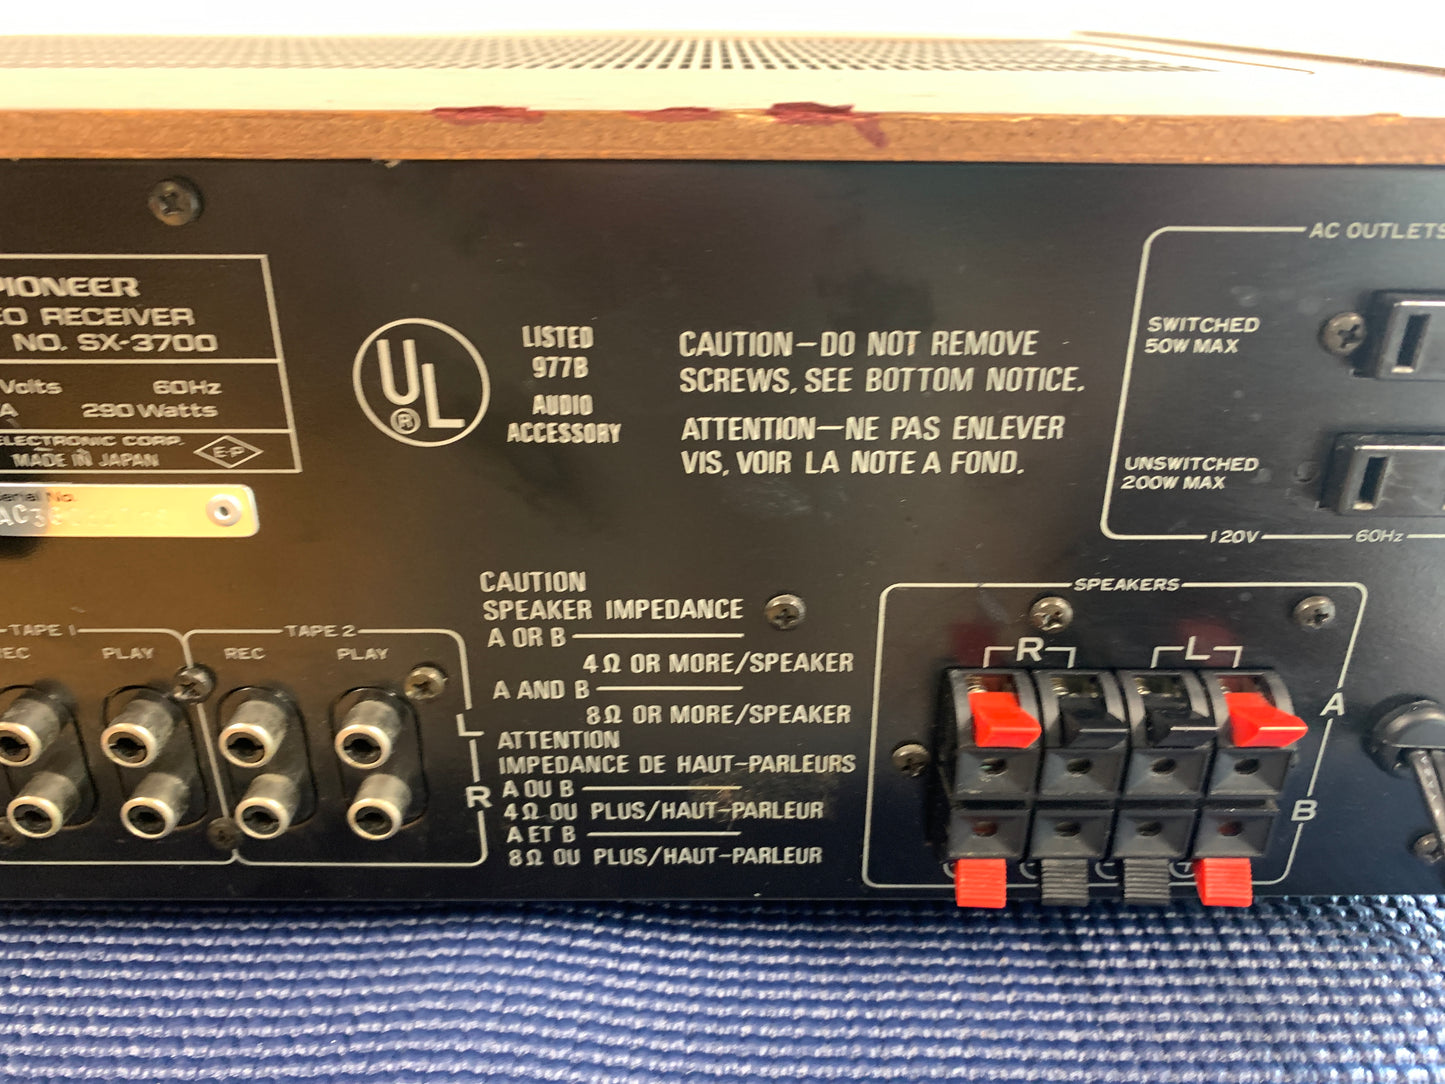 AC OUTLETS
PIONEER
EO RECEIVER
NO. SX-3700
Volts 60Hz
A 290 Watts
ELECTRONIC CORP.
MADE IN JAPAN
E·P
Serial No.
UL
®
LISTED
977B
AUDIO
ACCESSORY
CAUTION—DO NOT REMOVE
SCREWS, SEE BOTTOM NOTICE.
ATTENTION—NE PAS ENLEVER
VIS, VOIR LA NOTE A FOND.
SWITCHED
50W MAX
UNSWITCHED
200W MAX
120V 60Hz
TAPE 1
REC PLAY
TAPE 2
REC PLAY
L
R
CAUTION
SPEAKER IMPEDANCE
A OR B
4Ω OR MORE/SPEAKER
A AND B
8Ω OR MORE/SPEAKER
ATTENTION
IMPEDANCE DE HAUT-PARLEURS
A OU B
4Ω OU PLUS/HAUT-PARLEUR
A ET B
8Ω OU PLUS/HAUT-PARLEUR
SPEAKERS
R L
A
B